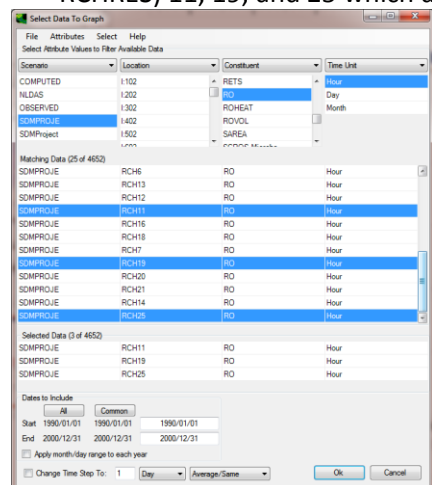 RCHRES, 11, 19, and 25 which a
Select Data To Graph
File Attributes Select Help
Select Attribute Values to Filter Available Data
Scenario Location Constituent Time Unit
COMPUTED I:102 RETS Hour
NLDAS I:202 RO Day
OBSERVED I:302 ROHEAT Month
SDMPROJE I:402 ROVOL
SDMProject I:502 SAREA
Matching Data (25 of 4652)
SDMPROJE RCH6 RO Hour
SDMPROJE RCH13 RO Hour
SDMPROJE RCH12 RO Hour
SDMPROJE RCH11 RO Hour
SDMPROJE RCH16 RO Hour
SDMPROJE RCH18 RO Hour
SDMPROJE RCH7 RO Hour
SDMPROJE RCH19 RO Hour
SDMPROJE RCH20 RO Hour
SDMPROJE RCH21 RO Hour
SDMPROJE RCH14 RO Hour
SDMPROJE RCH25 RO Hour
Selected Data (3 of 4652)
SDMPROJE RCH11 RO Hour
SDMPROJE RCH19 RO Hour
SDMPROJE RCH25 RO Hour
Dates to Include
All Common
Start 1990/01/01 1990/01/01 1990/01/01
End 2000/12/31 2000/12/31 2000/12/31
Apply month/day range to each year
Change Time Step To: 1 Day Average/Same Ok Cancel